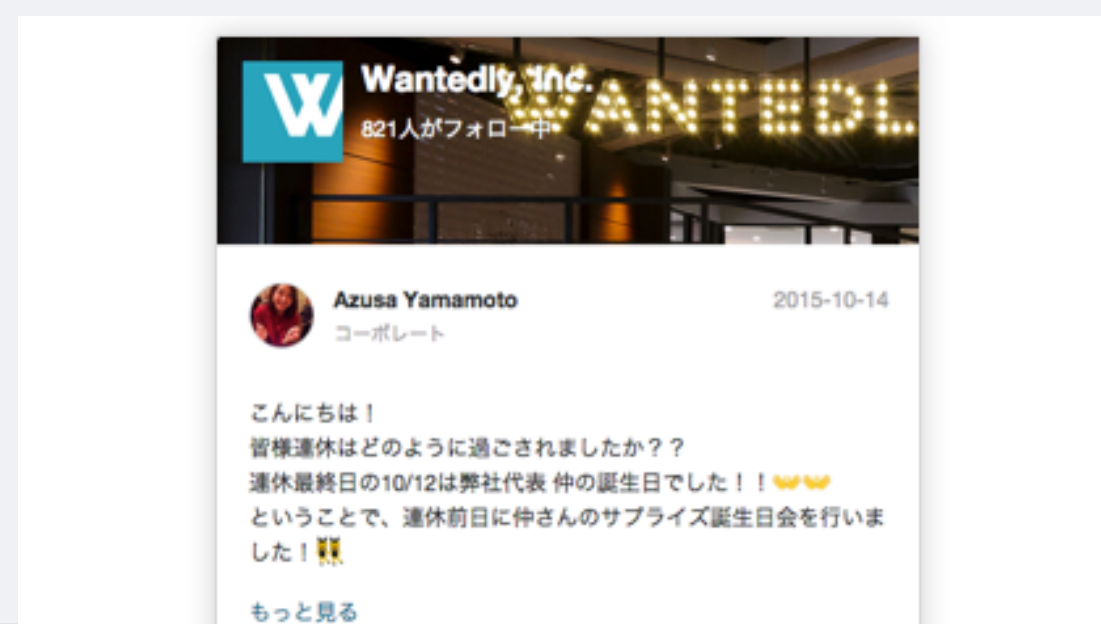 W
Wantedly, Inc.
WANTEDL
821人がフォロー中
Azusa Yamamoto
2015-10-14
コーポレート
こんにちは！
皆様連休はどのように過ごされましたか？？
連休最終日の10/12は弊社代表 仲の誕生日でした！！👐👐
ということで、連休前日に仲さんのサプライズ誕生日会を行いま
した！👯
もっと見る